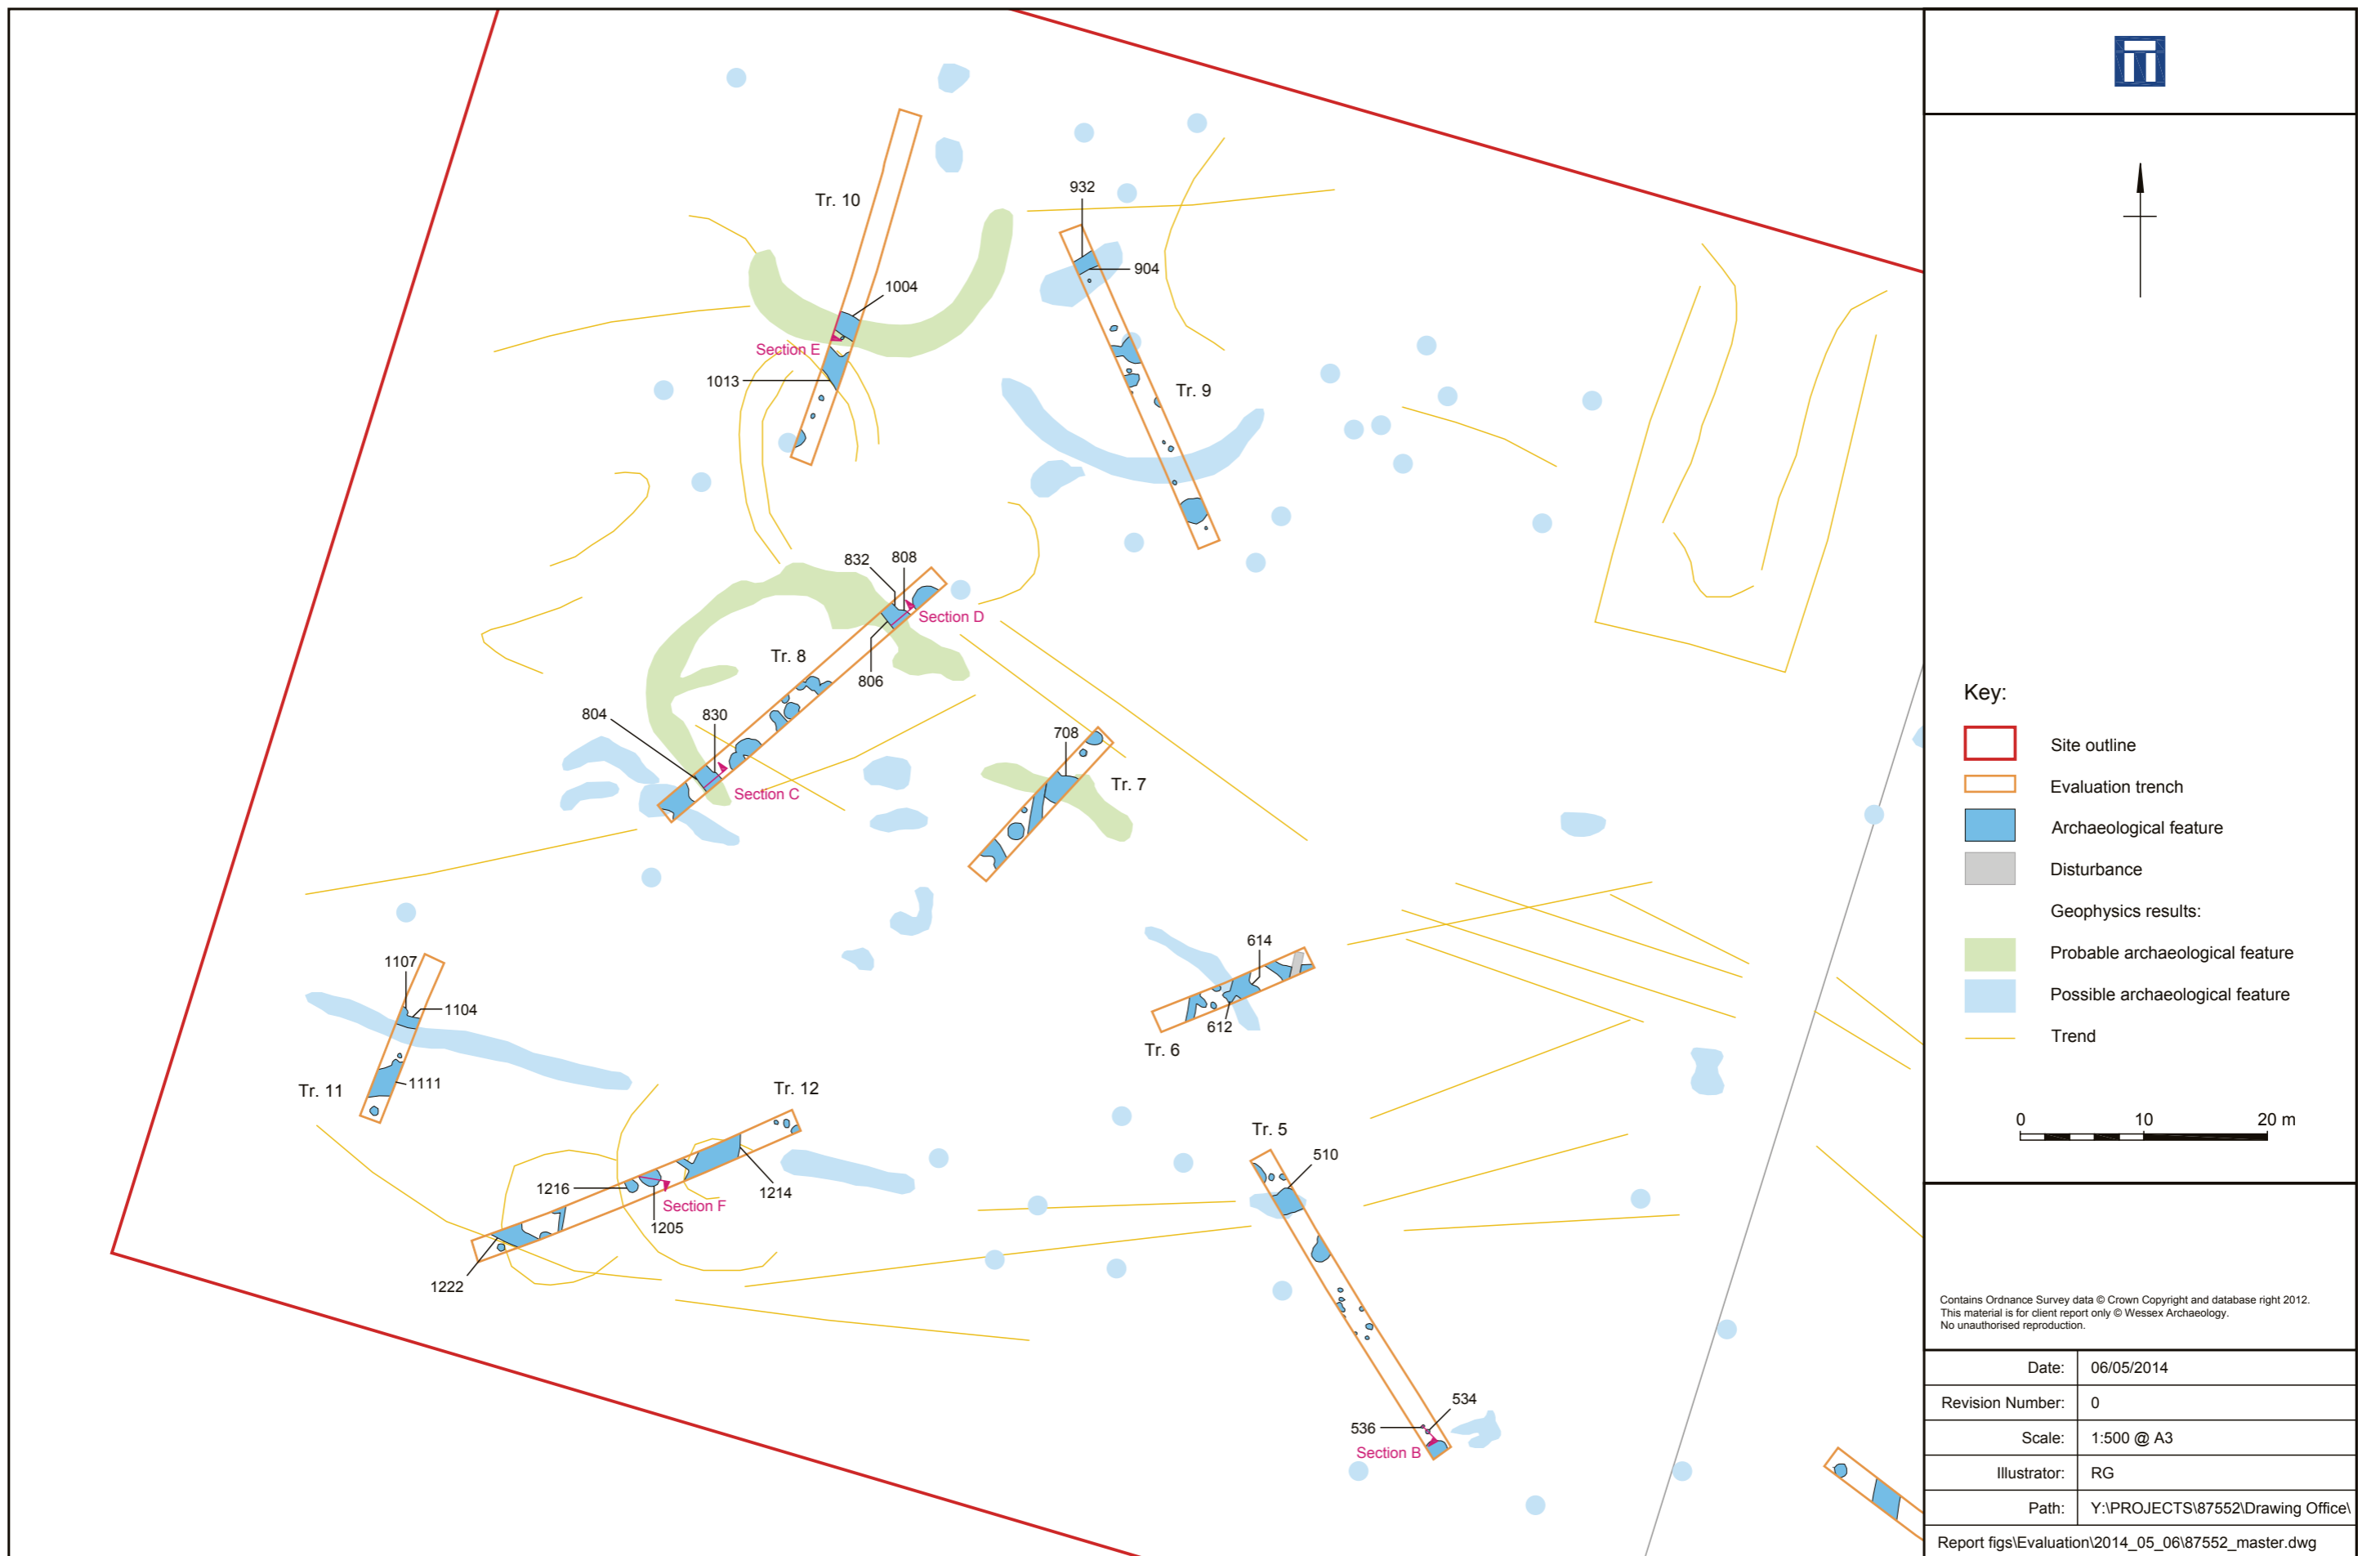 Tr. 10
932
904
1004
Section E
1013
Tr. 9
832
808
Section D
Tr. 8
806
804
830
Section C
708
Tr. 7
614
612
Tr. 6
1107
1104
1111
Tr. 11
Tr. 12
1216
1214
Section F
1205
1222
Tr. 5
510
534
536
Section B
Key:
Site outline
Evaluation trench
Archaeological feature
Disturbance
Geophysics results:
Probable archaeological feature
Possible archaeological feature
Trend
0 10 20 m
Contains Ordnance Survey data © Crown Copyright and database right 2012.
This material is for client report only © Wessex Archaeology.
No unauthorised reproduction.
Date: 06/05/2014
Revision Number: 0
Scale: 1:500 @ A3
Illustrator: RG
Path: Y:\PROJECTS\87552\Drawing Office\
Report figs\Evaluation\2014_05_06\87552_master.dwg